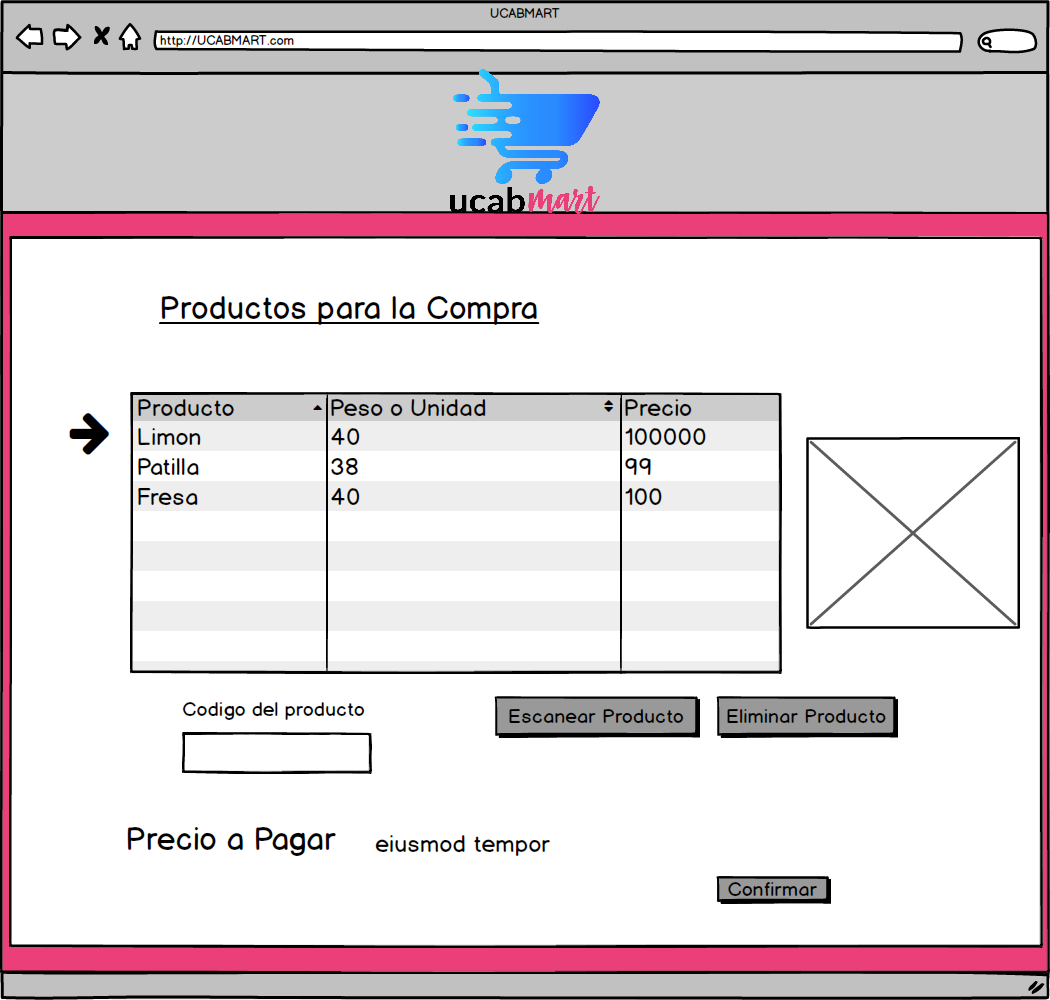 UCABMART
http://UCABMART.com
ucabmart
Productos para la Compra
Producto Peso o Unidad Precio
Limon 40 100000
Patilla 38 99
Fresa 40 100
Codigo del producto
Escanear Producto Eliminar Producto
Precio a Pagar eiusmod tempor
Confirmar